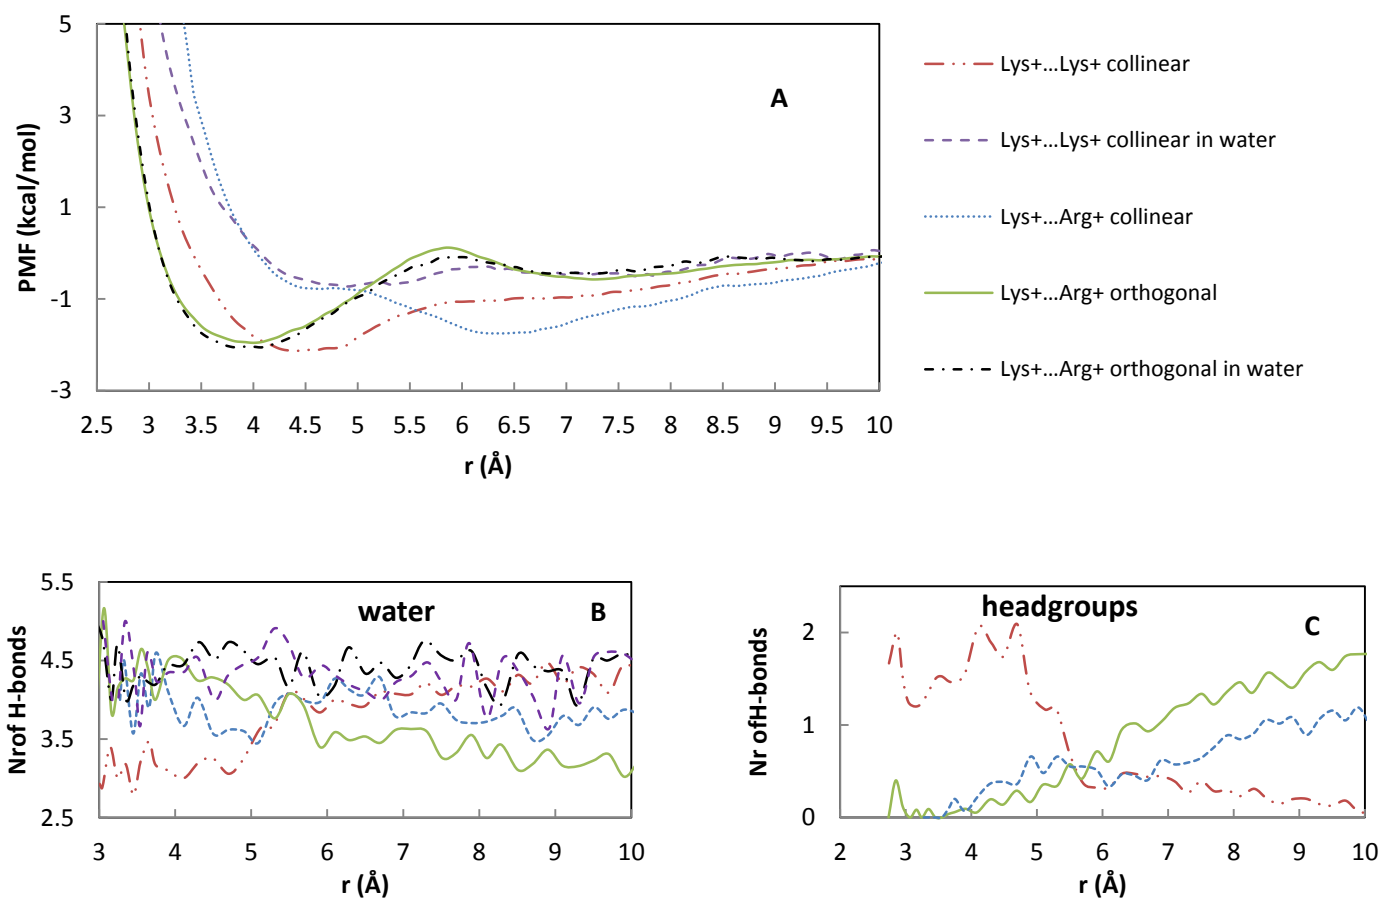 5
3
1
-1
-3
PMF (kcal/mol)
A
2.5 3 3.5 4 4.5 5 5.5 6 6.5 7 7.5 8 8.5 9 9.5 10
r (Å)
Lys+...Lys+ collinear
Lys+...Lys+ collinear in water
Lys+...Arg+ collinear
Lys+...Arg+ orthogonal
Lys+...Arg+ orthogonal in water
5.5
4.5
3.5
2.5
Nrof H-bonds
water
B
3 4 5 6 7 8 9 10
r (Å)
2
1
0
Nr ofH-bonds
headgroups
C
2 3 4 5 6 7 8 9 10
r (Å)